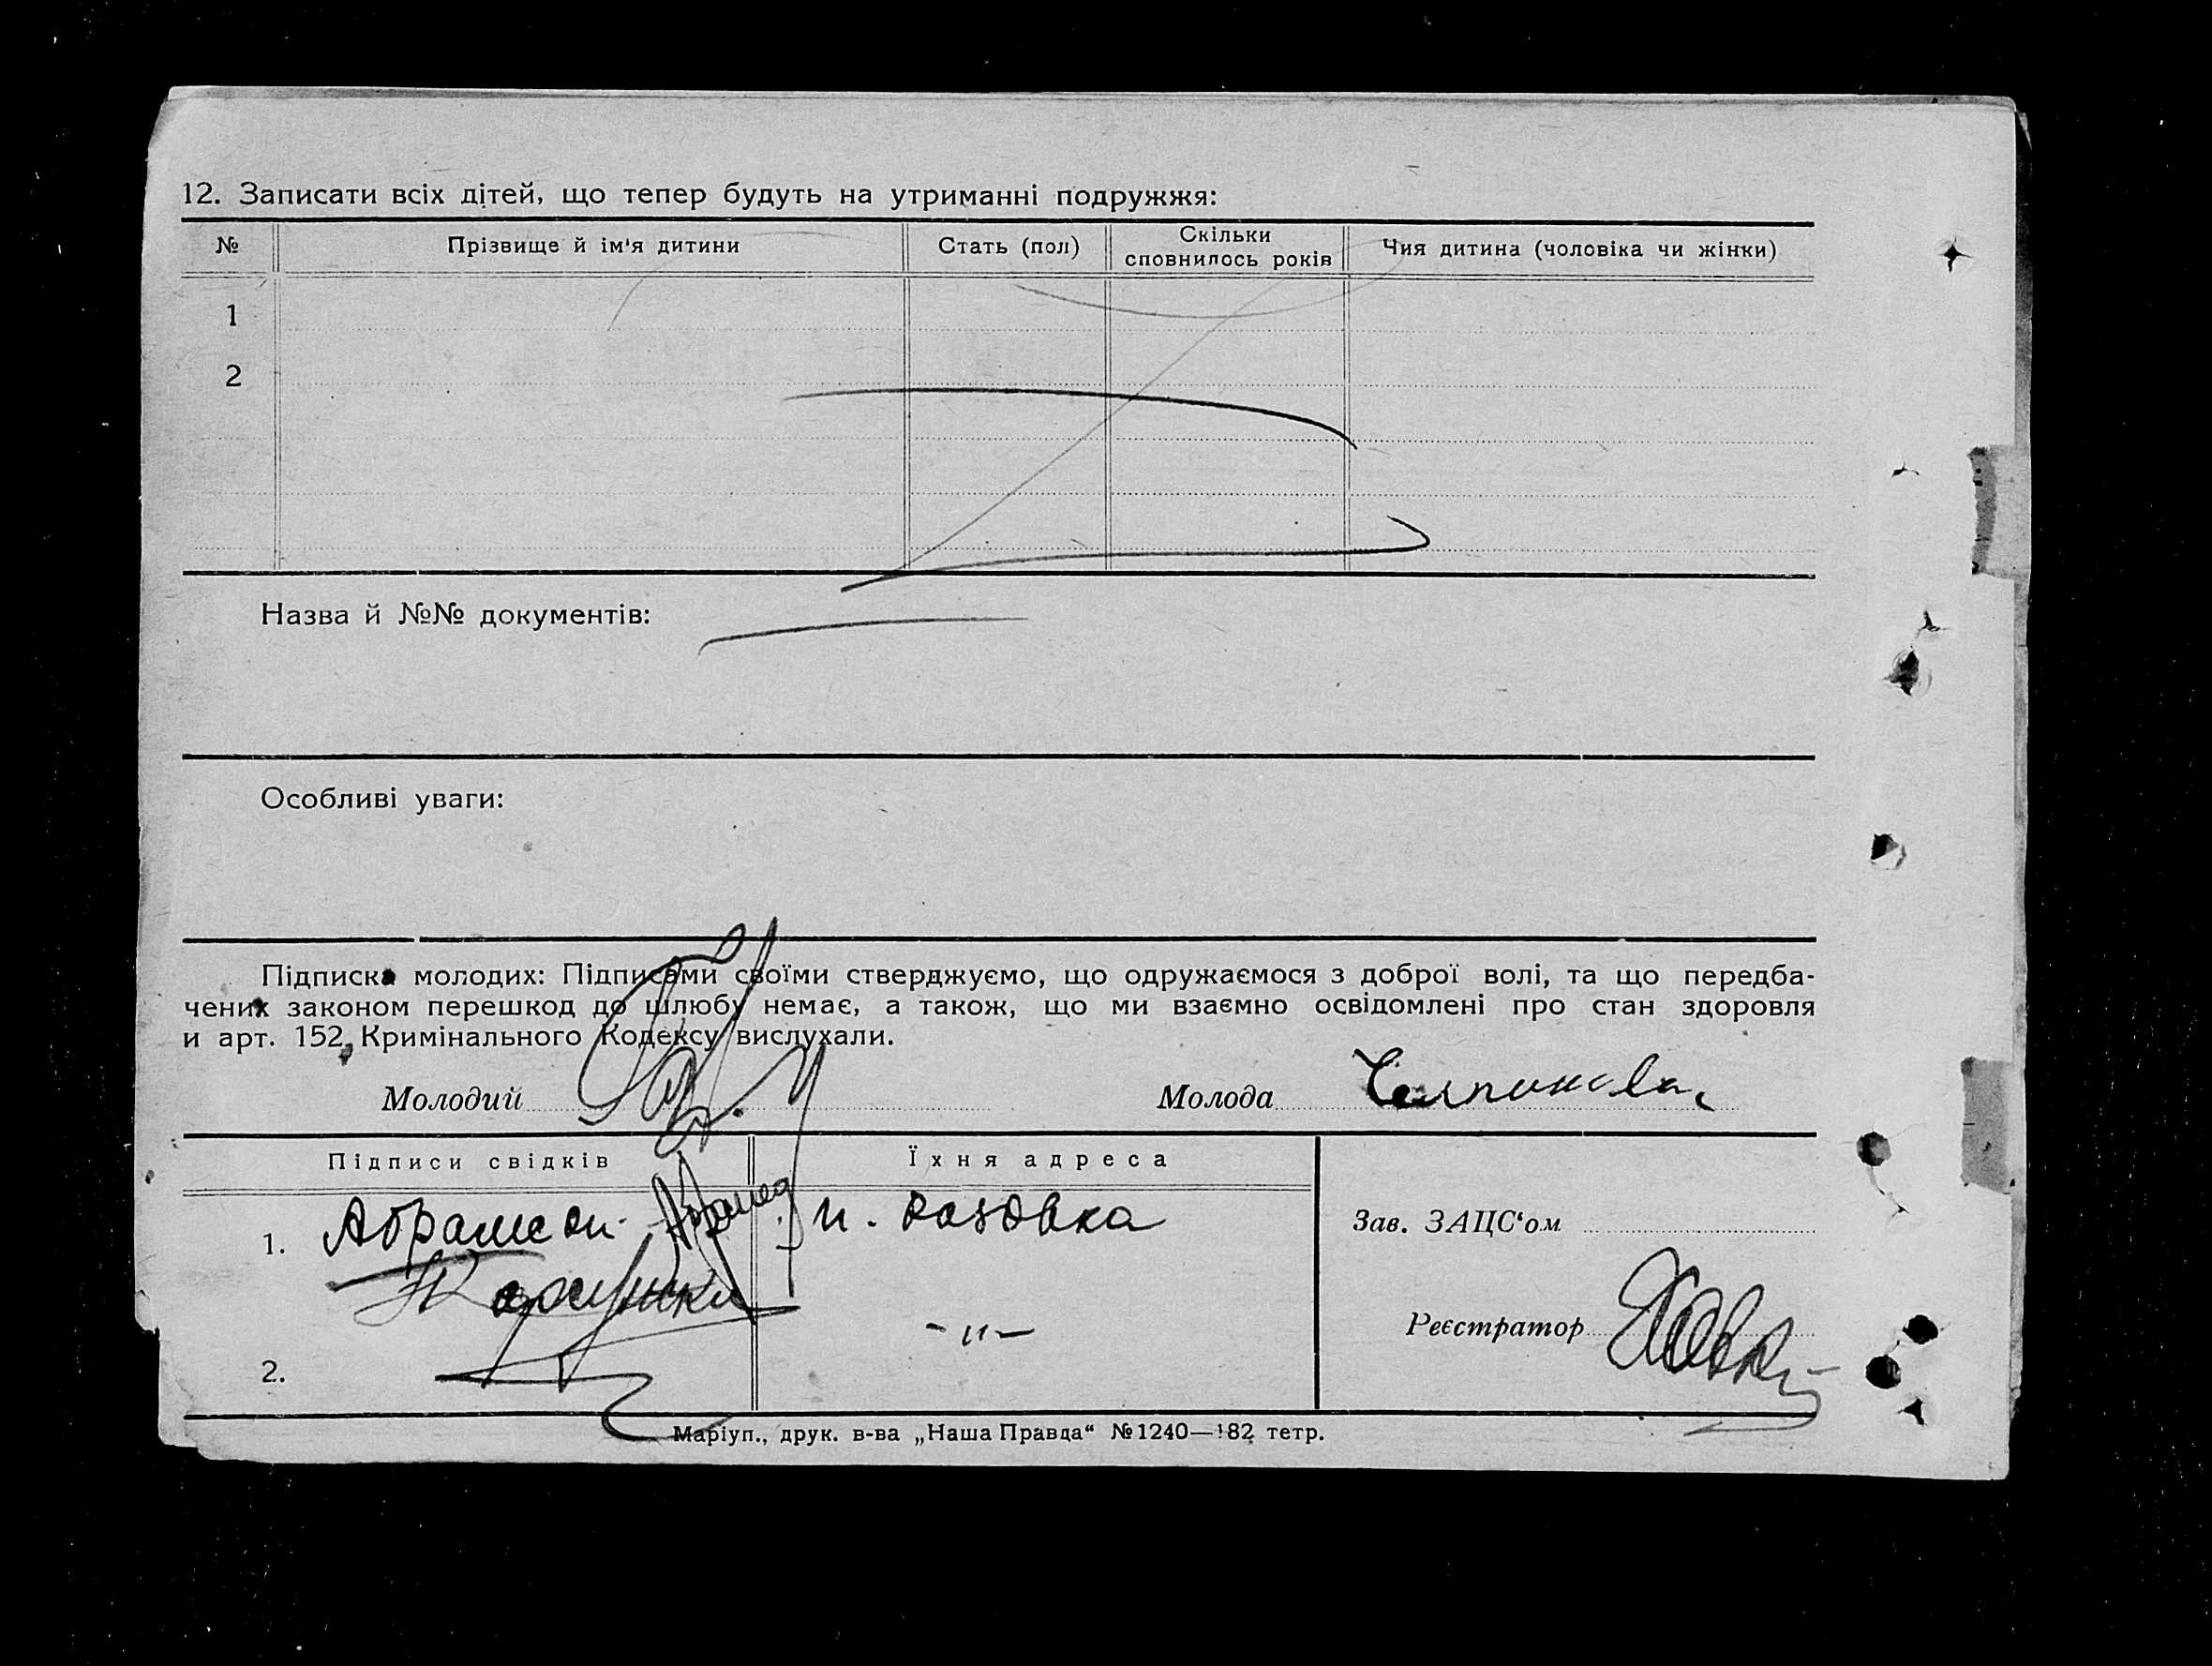 12. Записати всіх дітей, що тепер будуть на утриманні подружжя:
№ Прізвище й ім'я дитини Стать (пол) Скільки сповнилось років Чия дитина (чоловіка чи жінки)
1
2
Назва й №№ документів:
Особливі уваги:
Підписка молодих: Підписами своїми стверджуємо, що одружаємося з доброї волі, та що передба-
чених законом перешкод до шлюбу немає, а також, що ми взаємно освідомлені про стан здоровля
и арт. 152 Кримінального Кодексу вислухали.
Молодий Молода
Підписи свідків Їхня адреса
1. Абрамсон
Зав. ЗАЦС'ом
-"-
Реєстратор
2.
Маріуп., друк. в-ва „Наша Правда“ №1240—182 тетр.